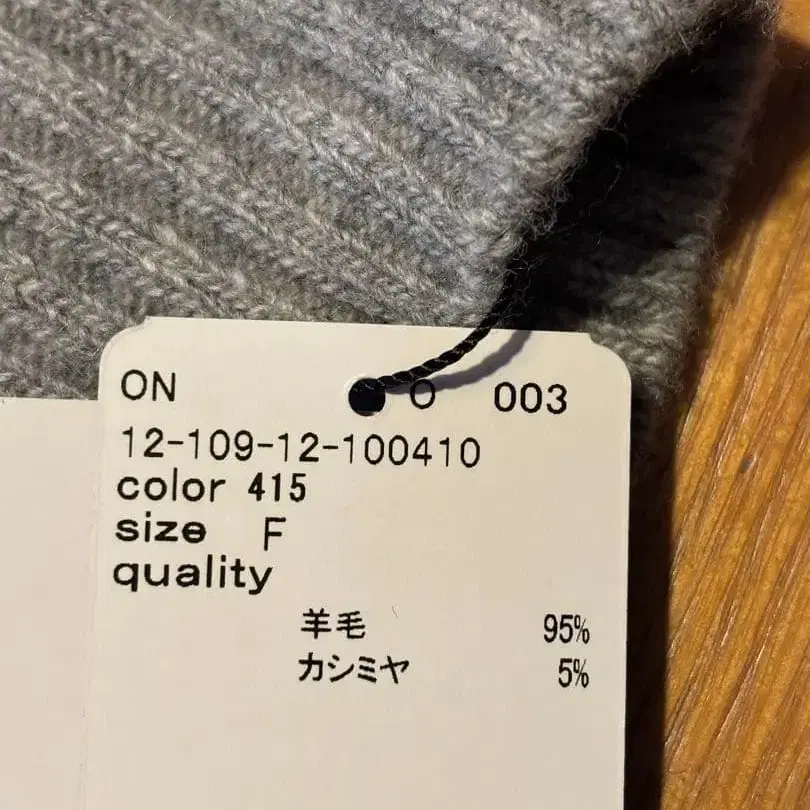 ON O 003
12-109-12-100410
color 415
size F
quality
羊毛 95%
カシミヤ 5%